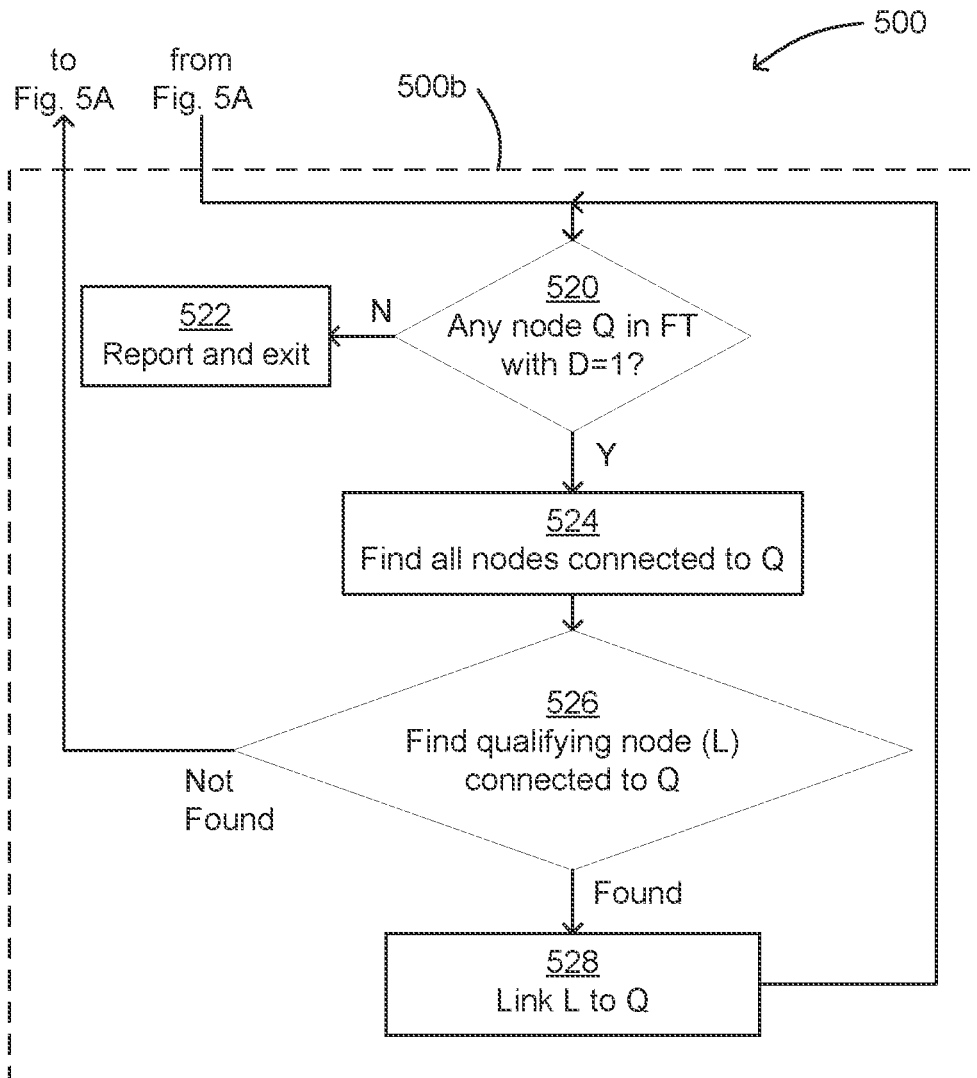 500
to
Fig. 5A
from
Fig. 5A
500b
520
Any node Q in FT
with D=1?
N
522
Report and exit
Y
524
Find all nodes connected to Q
526
Find qualifying node (L)
connected to Q
Not
Found
Found
528
Link L to Q